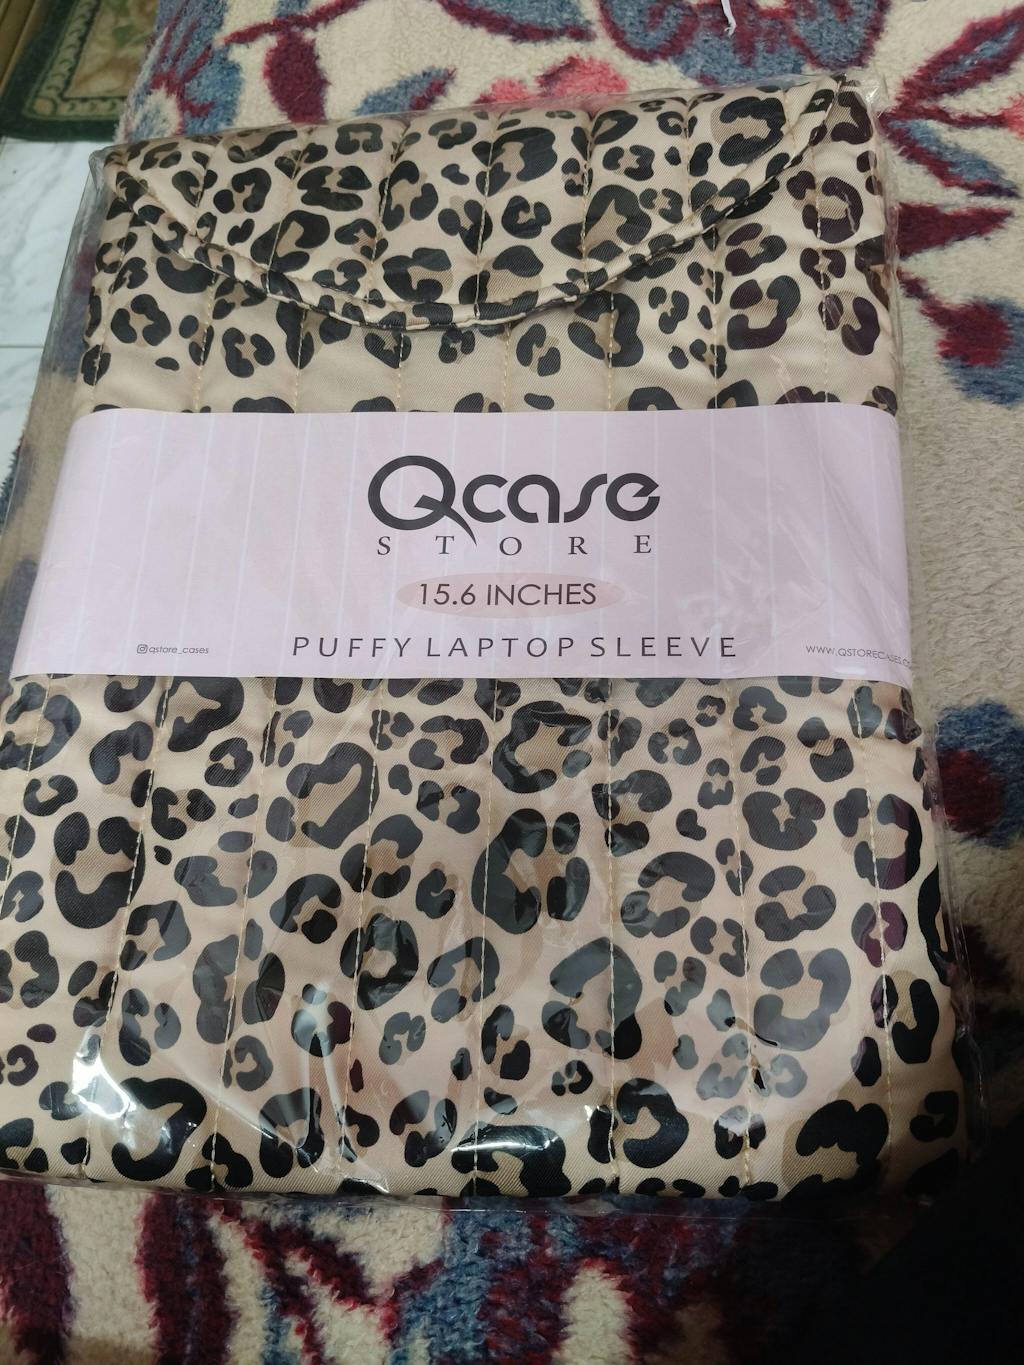 Qcase
STORE
15.6 INCHES
PUFFY LAPTOP SLEEVE
qstore_cases